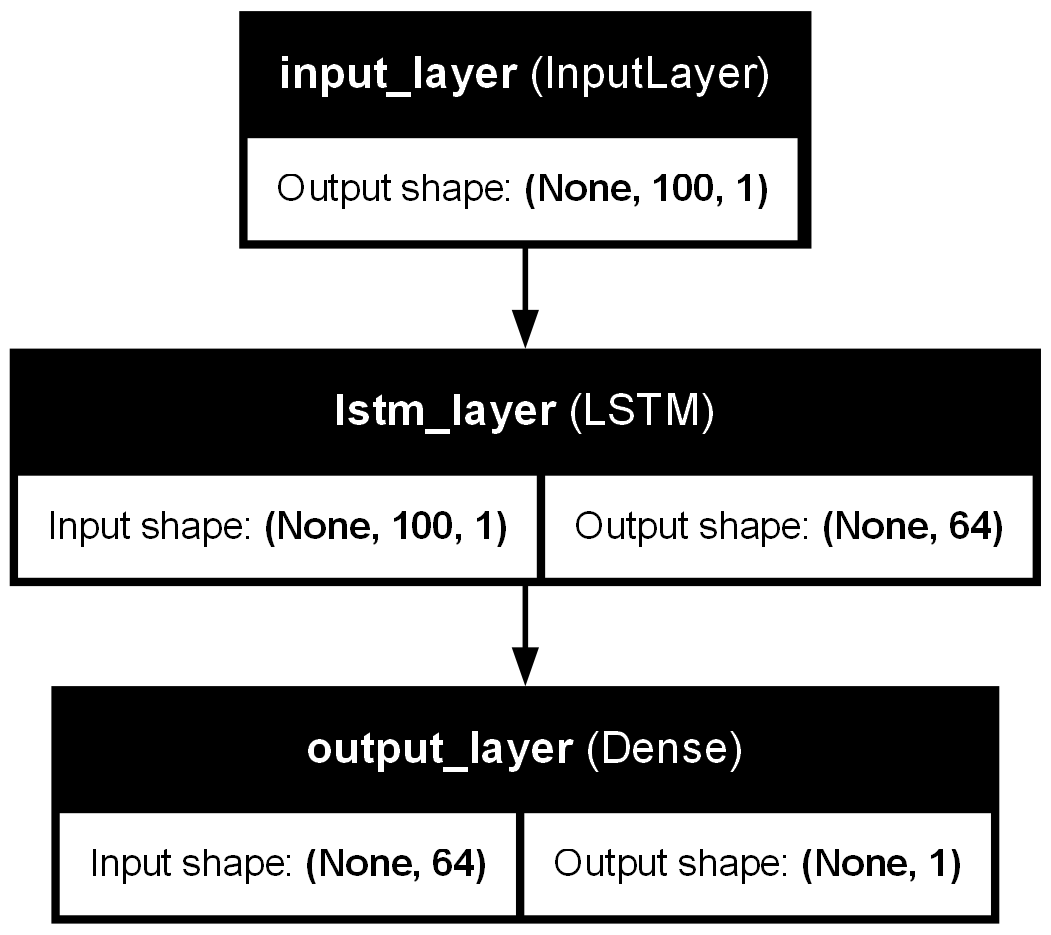 input_layer (InputLayer)
Output shape: (None, 100, 1)
lstm_layer (LSTM)
Input shape: (None, 100, 1)
Output shape: (None, 64)
output_layer (Dense)
Input shape: (None, 64)
Output shape: (None, 1)